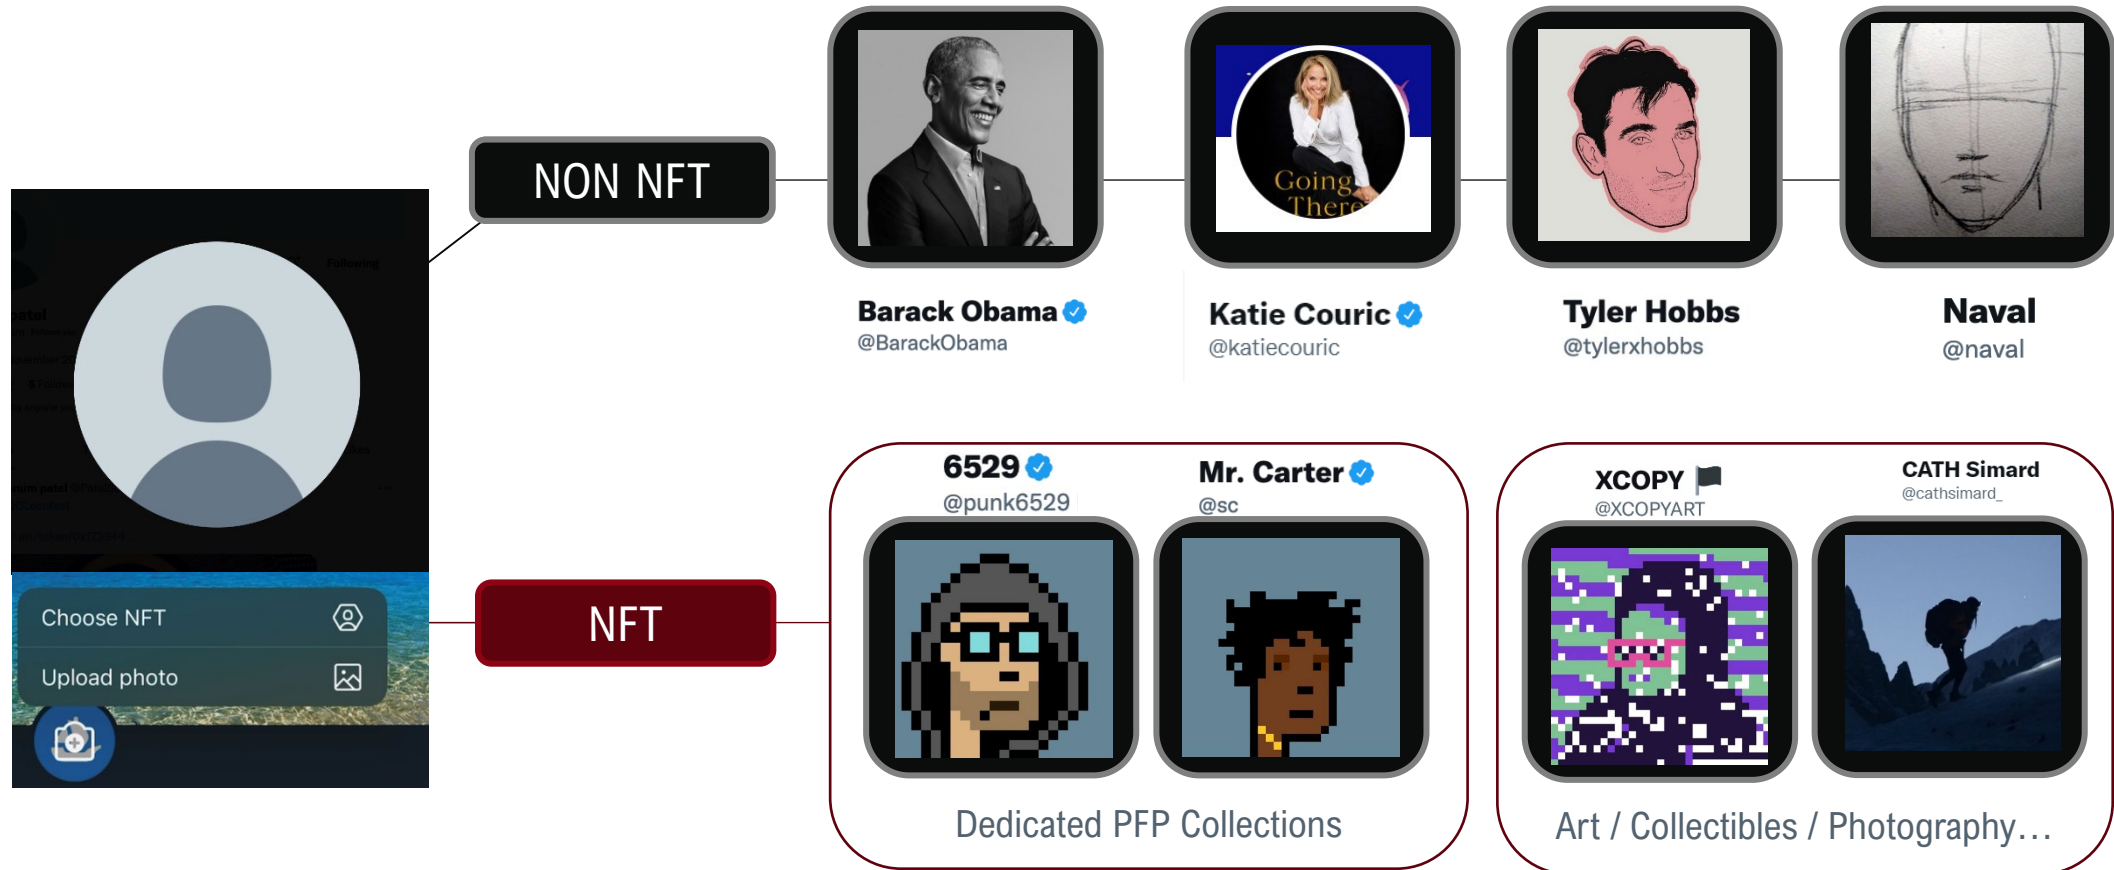 NON NFT
Going
There
Barack Obama
@BarackObama
Katie Couric
@katiecouric
Tyler Hobbs
@tylerxhobbs
Naval
@naval
Following
patel
Choose NFT
Upload photo
NFT
6529
@punk6529
Mr. Carter
@sc
Dedicated PFP Collections
XCOPY
@XCOPYART
CATH Simard
@cathsimard_
Art / Collectibles / Photography...